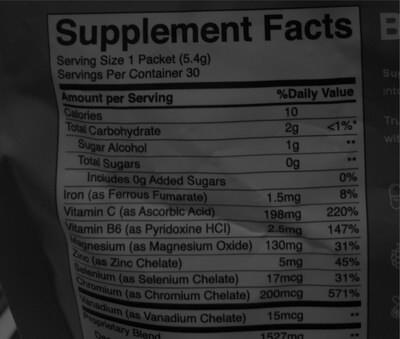 Supplement Facts
Serving Size 1 Packet (5.4g)
Servings Per Container 30
Amount per Serving %Daily Value
Calories 10
Total Carbohydrate 2g <1%*
Sugar Alcohol 1g **
Total Sugars 0g **
Includes 0g Added Sugars 0%
Iron (as Ferrous Fumarate) 1.5mg 8%
Vitamin C (as Ascorbic Acid) 198mg 220%
Vitamin B6 (as Pyridoxine HCl) 2.5mg 147%
Magnesium (as Magnesium Oxide) 130mg 31%
Zinc (as Zinc Chelate) 5mg 45%
Selenium (as Selenium Chelate) 17mcg 31%
Chromium (as Chromium Chelate) 200mcg 571%
Vanadium (as Vanadium Chelate) 15mcg **
Proprietary Blend 1527mg **